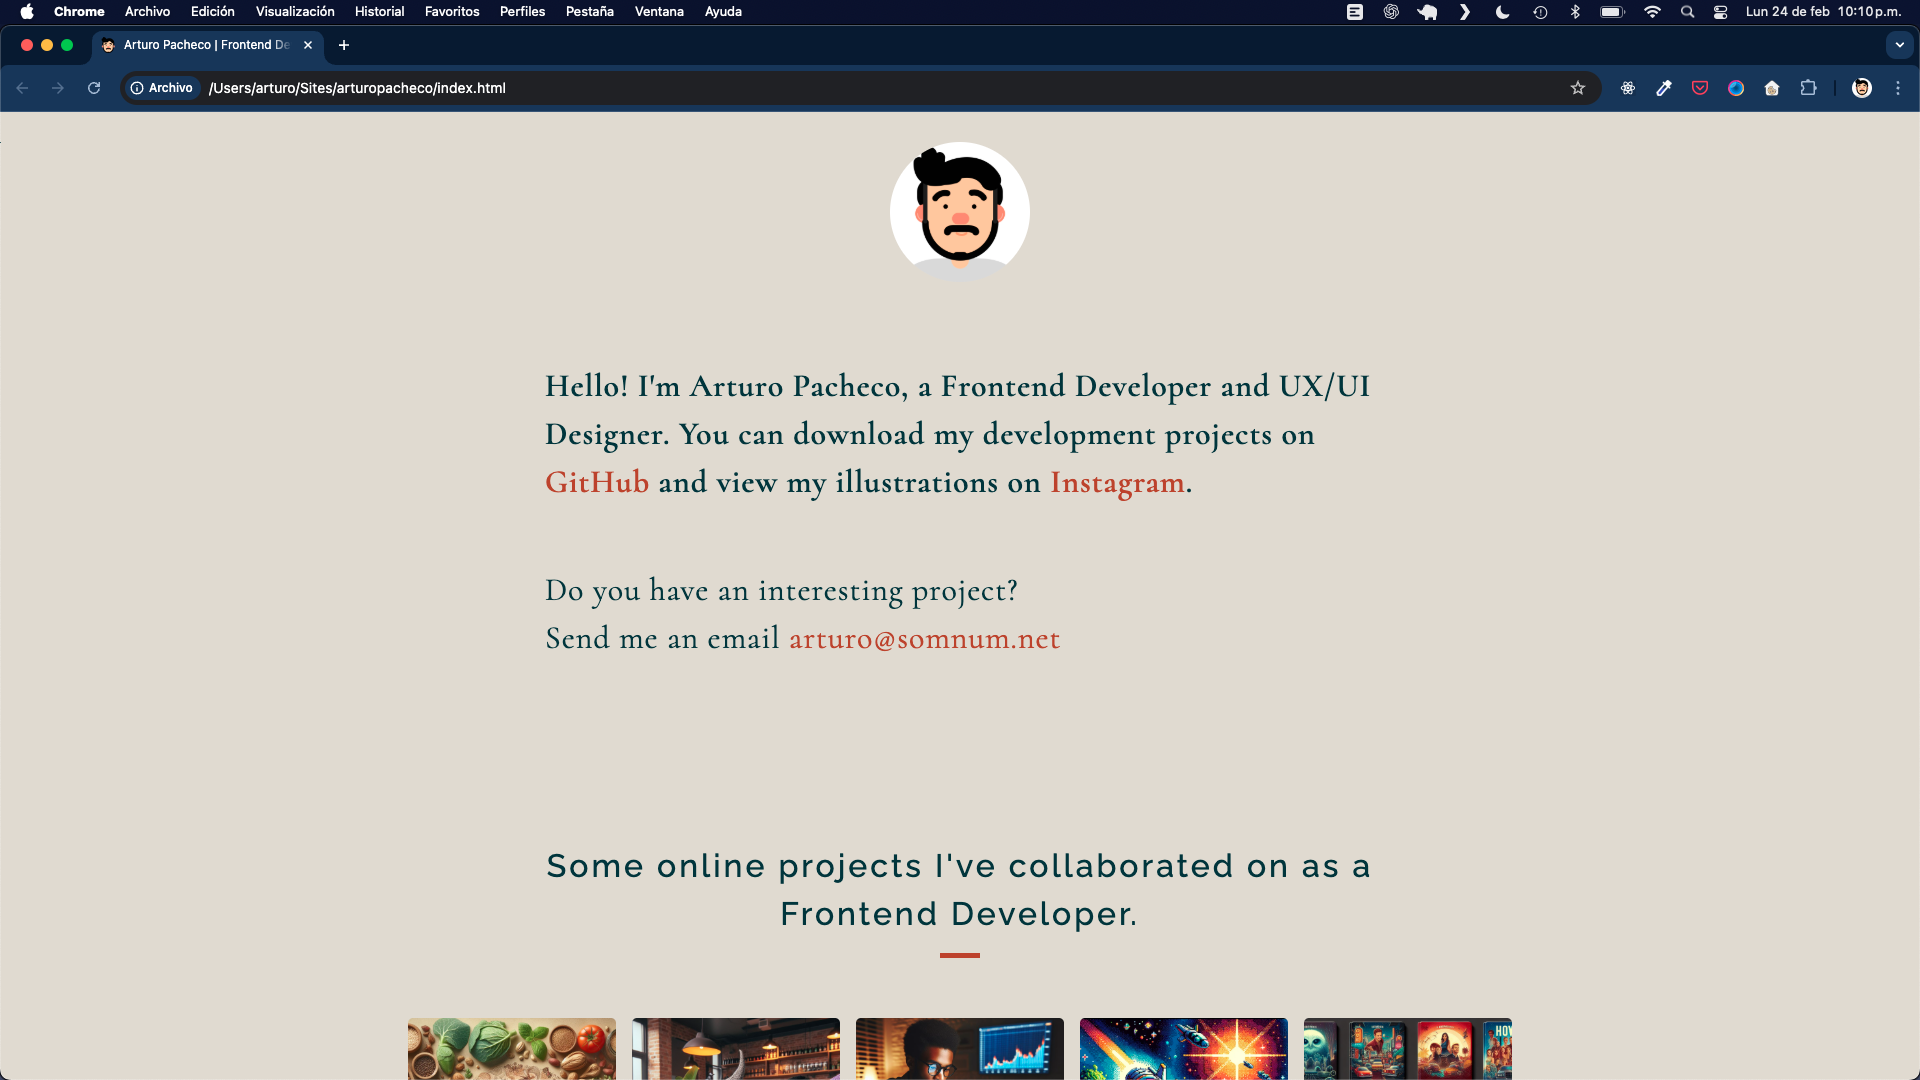 Chrome Archivo Edición Visualización Historial Favoritos Perfiles Pestaña Ventana Ayuda Lun 24 de feb 10:10 p.m.
Arturo Pacheco | Frontend De
Archivo /Users/arturo/Sites/arturopacheco/index.html
Hello! I'm Arturo Pacheco, a Frontend Developer and UX/UI
Designer. You can download my development projects on
GitHub and view my illustrations on Instagram.
Do you have an interesting project?
Send me an email arturo@somnum.net
Some online projects I've collaborated on as a
Frontend Developer.